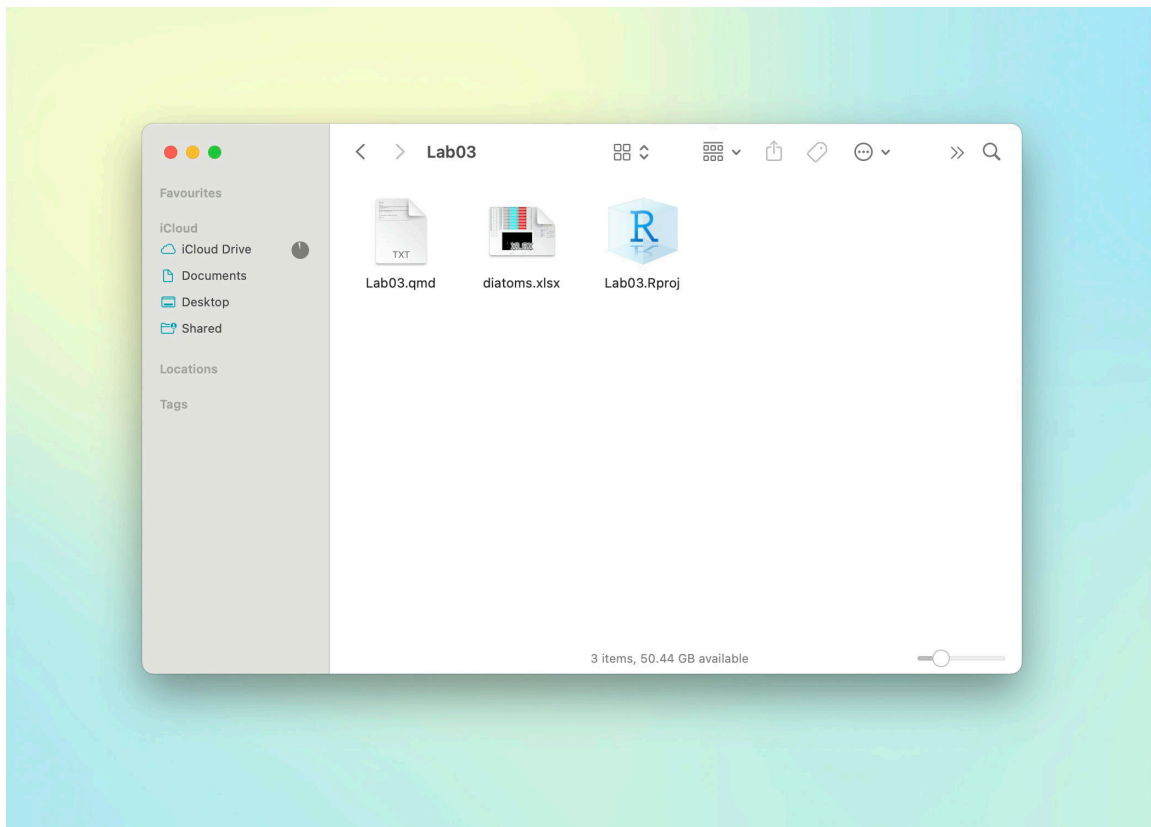 Lab03
Favourites
iCloud
iCloud Drive
Documents
Desktop
Shared
Locations
Tags
TXT
XLSX
R
Lab03.qmd
diatoms.xlsx
Lab03.Rproj
3 items, 50.44 GB available